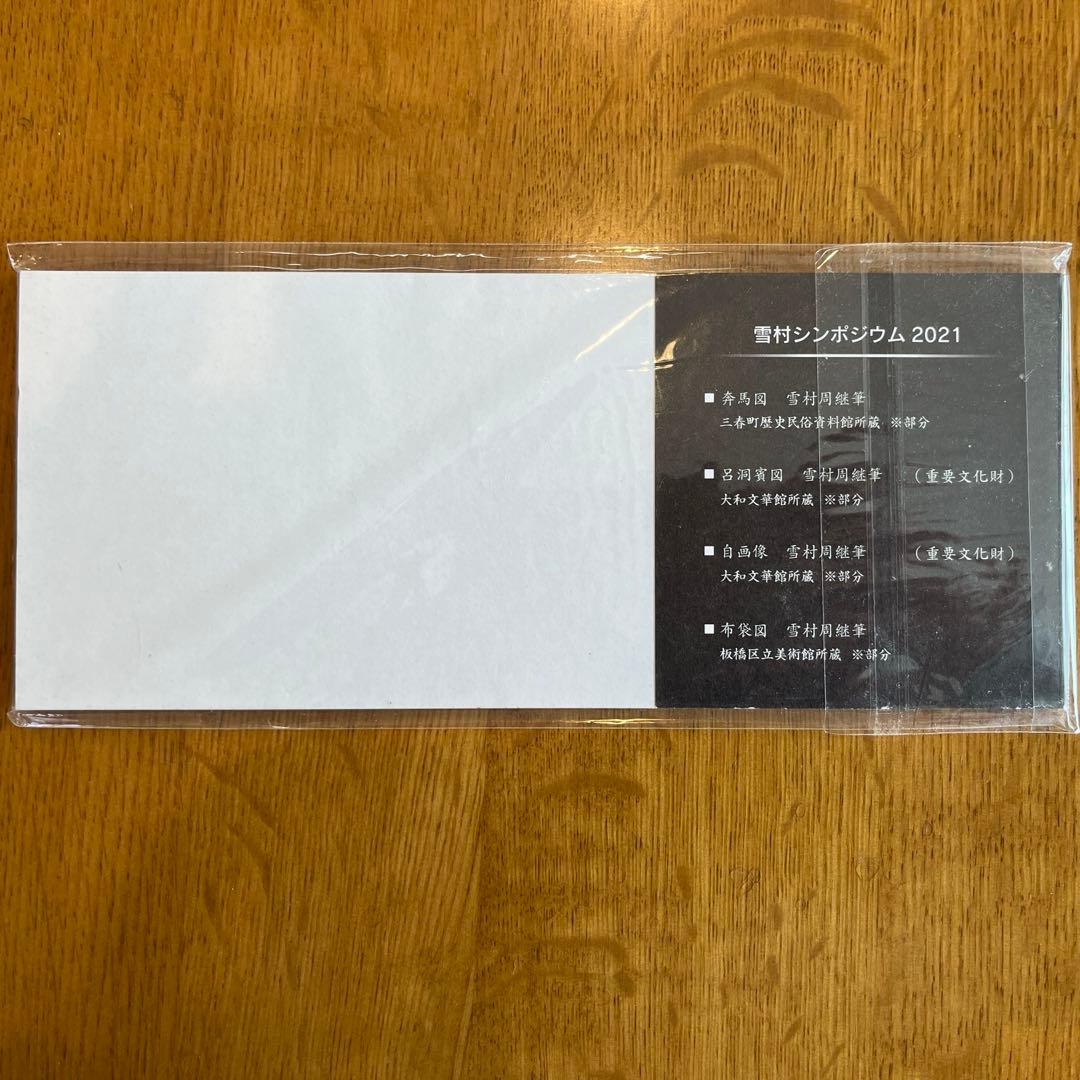 雪村シンポジウム 2021
■ 奔馬図 雪村周継筆
三春町歴史民俗資料館所蔵 ※部分
■ 呂洞賓図 雪村周継筆 （重要文化財）
大和文華館所蔵 ※部分
■ 自画像 雪村周継筆 （重要文化財）
大和文華館所蔵 ※部分
■ 布袋図 雪村周継筆
板橋区立美術館所蔵 ※部分